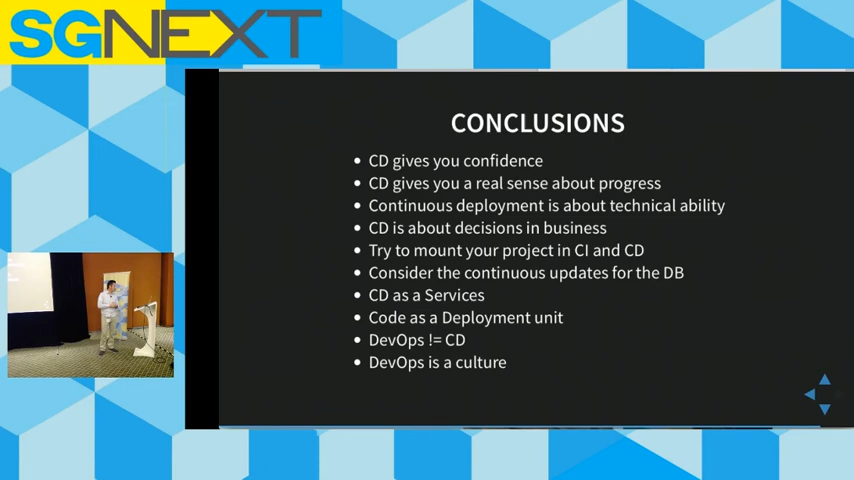 SGNEXT
CONCLUSIONS
• CD gives you confidence
• CD gives you a real sense about progress
• Continuous deployment is about technical ability
• CD is about decisions in business
• Try to mount your project in CI and CD
• Consider the continuous updates for the DB
• CD as a Services
• Code as a Deployment unit
• DevOps != CD
• DevOps is a culture